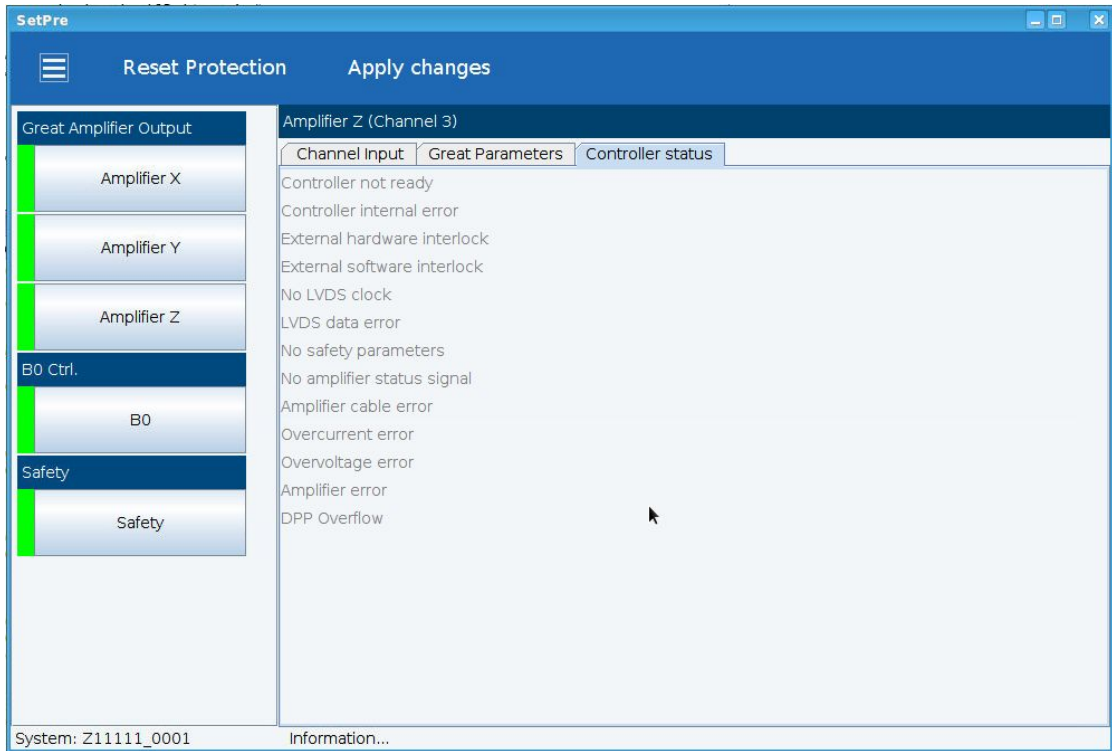 SetPre
Reset Protection Apply changes
Great Amplifier Output
Amplifier X
Amplifier Y
Amplifier Z
B0 Ctrl.
B0
Safety
Safety
Amplifier Z (Channel 3)
Channel Input Great Parameters Controller status
Controller not ready
Controller internal error
External hardware interlock
External software interlock
No LVDS clock
LVDS data error
No safety parameters
No amplifier status signal
Amplifier cable error
Overcurrent error
Overvoltage error
Amplifier error
DPP Overflow
System: Z11111_0001 Information...